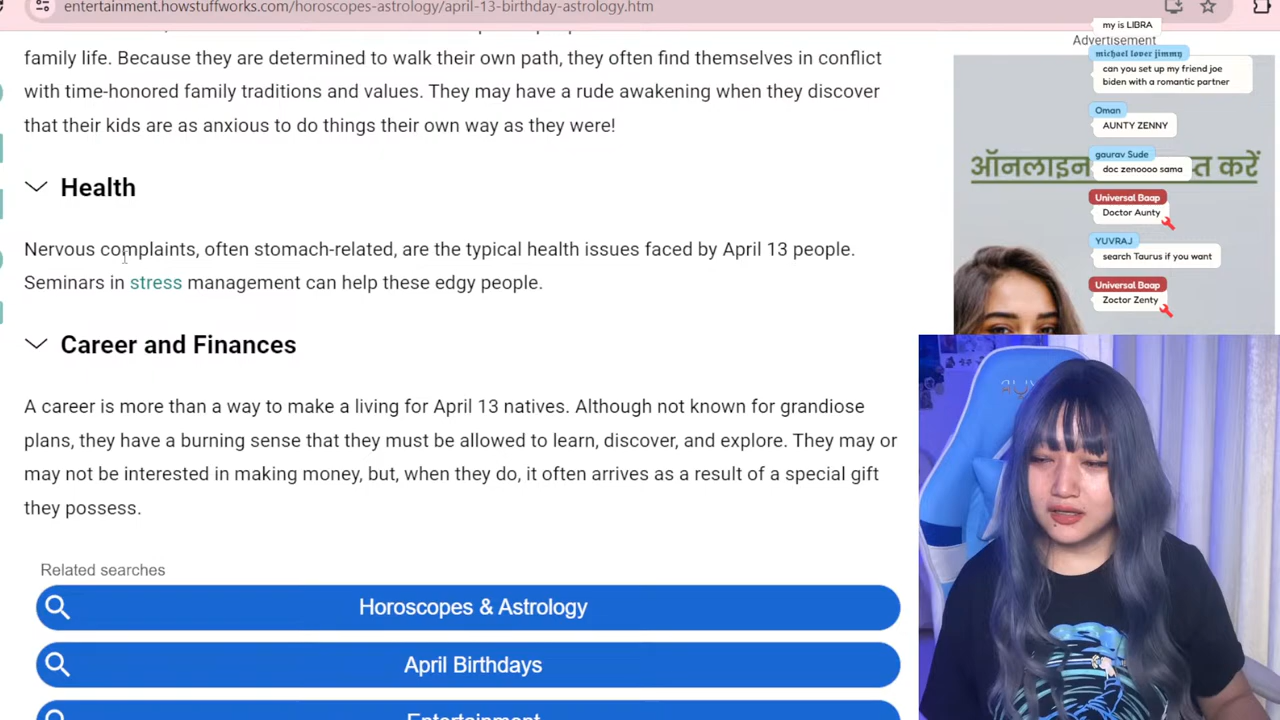 entertainment.howstuffworks.com/horoscopes-astrology/april-13-birthday-astrology.htm
family life. Because they are determined to walk their own path, they often find themselves in conflict
with time-honored family traditions and values. They may have a rude awakening when they discover
that their kids are as anxious to do things their own way as they were!
Health
Nervous complaints, often stomach-related, are the typical health issues faced by April 13 people.
Seminars in stress management can help these edgy people.
Career and Finances
A career is more than a way to make a living for April 13 natives. Although not known for grandiose
plans, they have a burning sense that they must be allowed to learn, discover, and explore. They may or
may not be interested in making money, but, when they do, it often arrives as a result of a special gift
they possess.
Related searches
Horoscopes & Astrology
April Birthdays
Entertainment
my is LIBRA
Advertisement
michael lover jimmy
can you set up my friend joe
biden with a romantic partner
Oman
AUNTY ZENNY
gaurav Sude
doc zenoooo sama
ऑनलाइन
करें
Universal Baap
Doctor Aunty
YUVRAJ
search Taurus if you want
Universal Baap
Zoctor Zenty